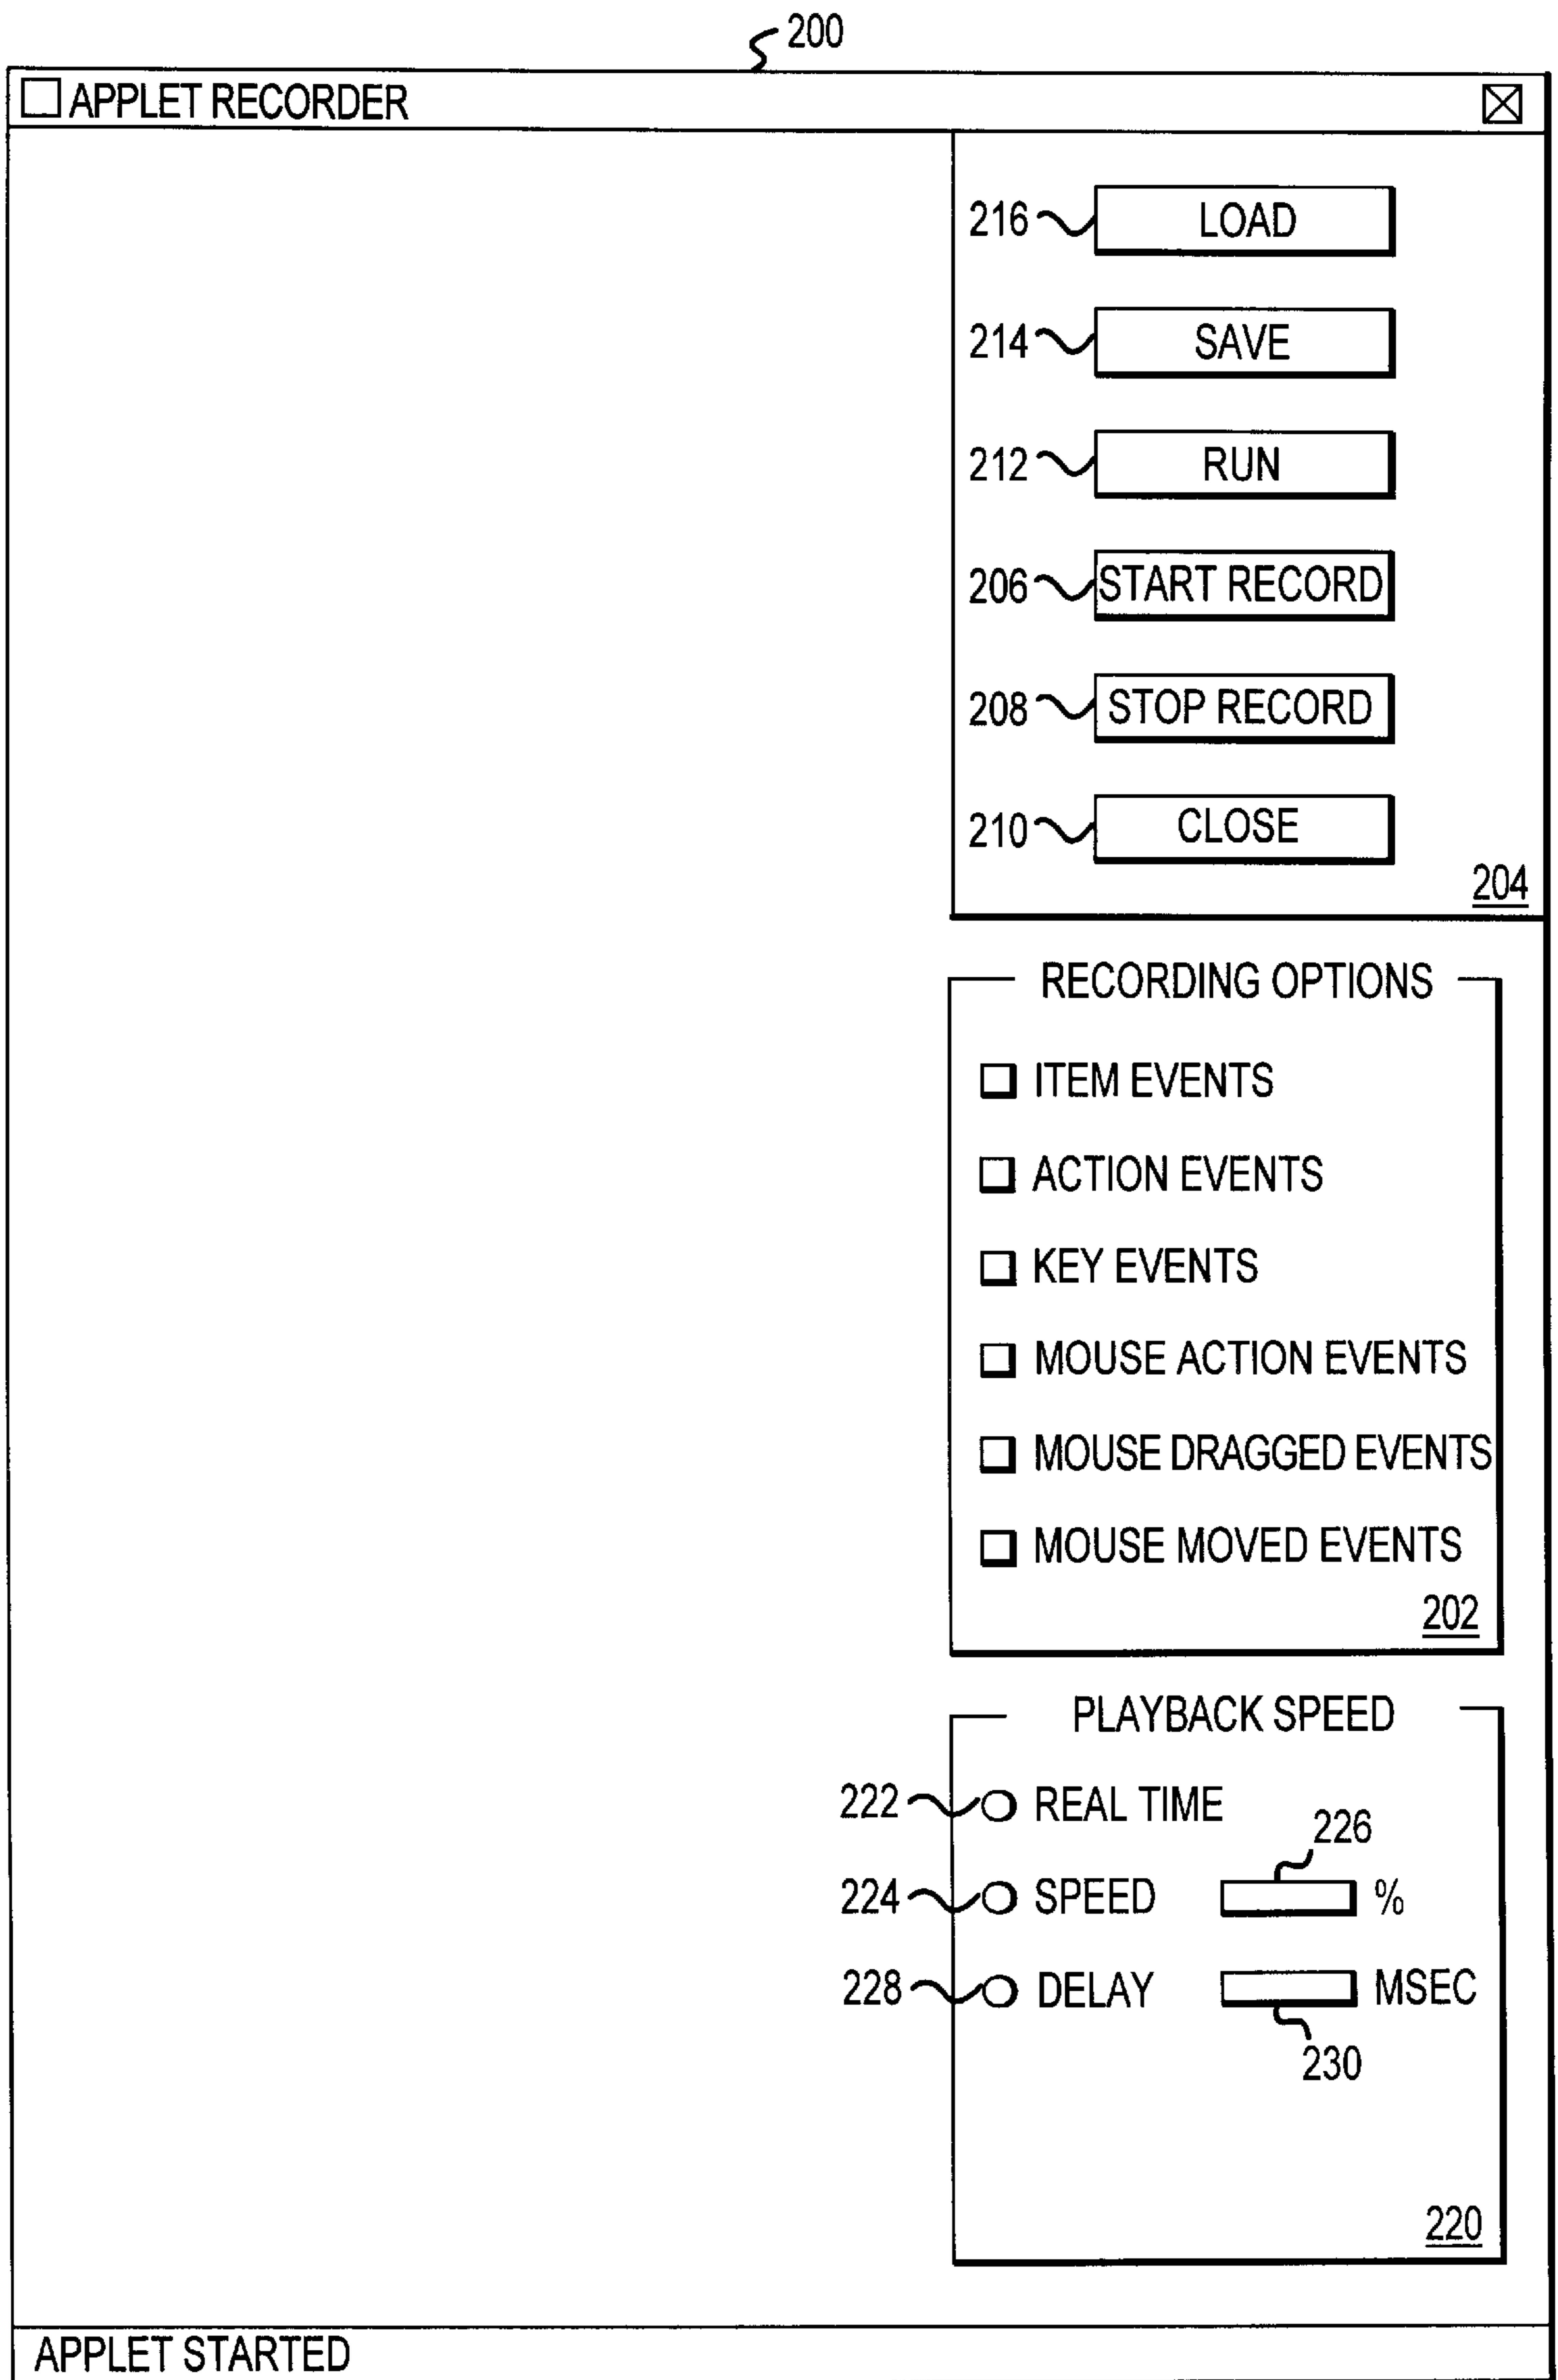 200
APPLET RECORDER
216 LOAD
214 SAVE
212 RUN
206 START RECORD
208 STOP RECORD
210 CLOSE
204
RECORDING OPTIONS
ITEM EVENTS
ACTION EVENTS
KEY EVENTS
MOUSE ACTION EVENTS
MOUSE DRAGGED EVENTS
MOUSE MOVED EVENTS
202
PLAYBACK SPEED
222 REAL TIME
226
224 SPEED %
228 DELAY MSEC
230
220
APPLET STARTED